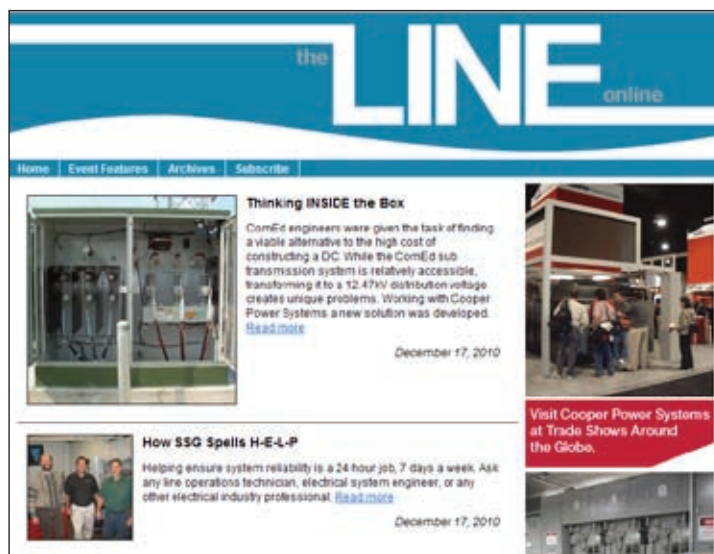 the LINE online
Home Event Features Archives Subscribe
Thinking INSIDE the Box
ComEd engineers were given the task of finding
a viable alternative to the high cost of
constructing a DC. While the ComEd sub
transmission system is relatively accessible,
transforming it to a 12.47kV distribution voltage
creates unique problems. Working with Cooper
Power Systems a new solution was developed.
Read more
December 17, 2010
How SSG Spells H-E-L-P
Helping ensure system reliability is a 24 hour job, 7 days a week. Ask
any line operations technician, electrical system engineer, or any
other electrical industry professional. Read more
December 17, 2010
Visit Cooper Power Systems
at Trade Shows Around
the Globe.